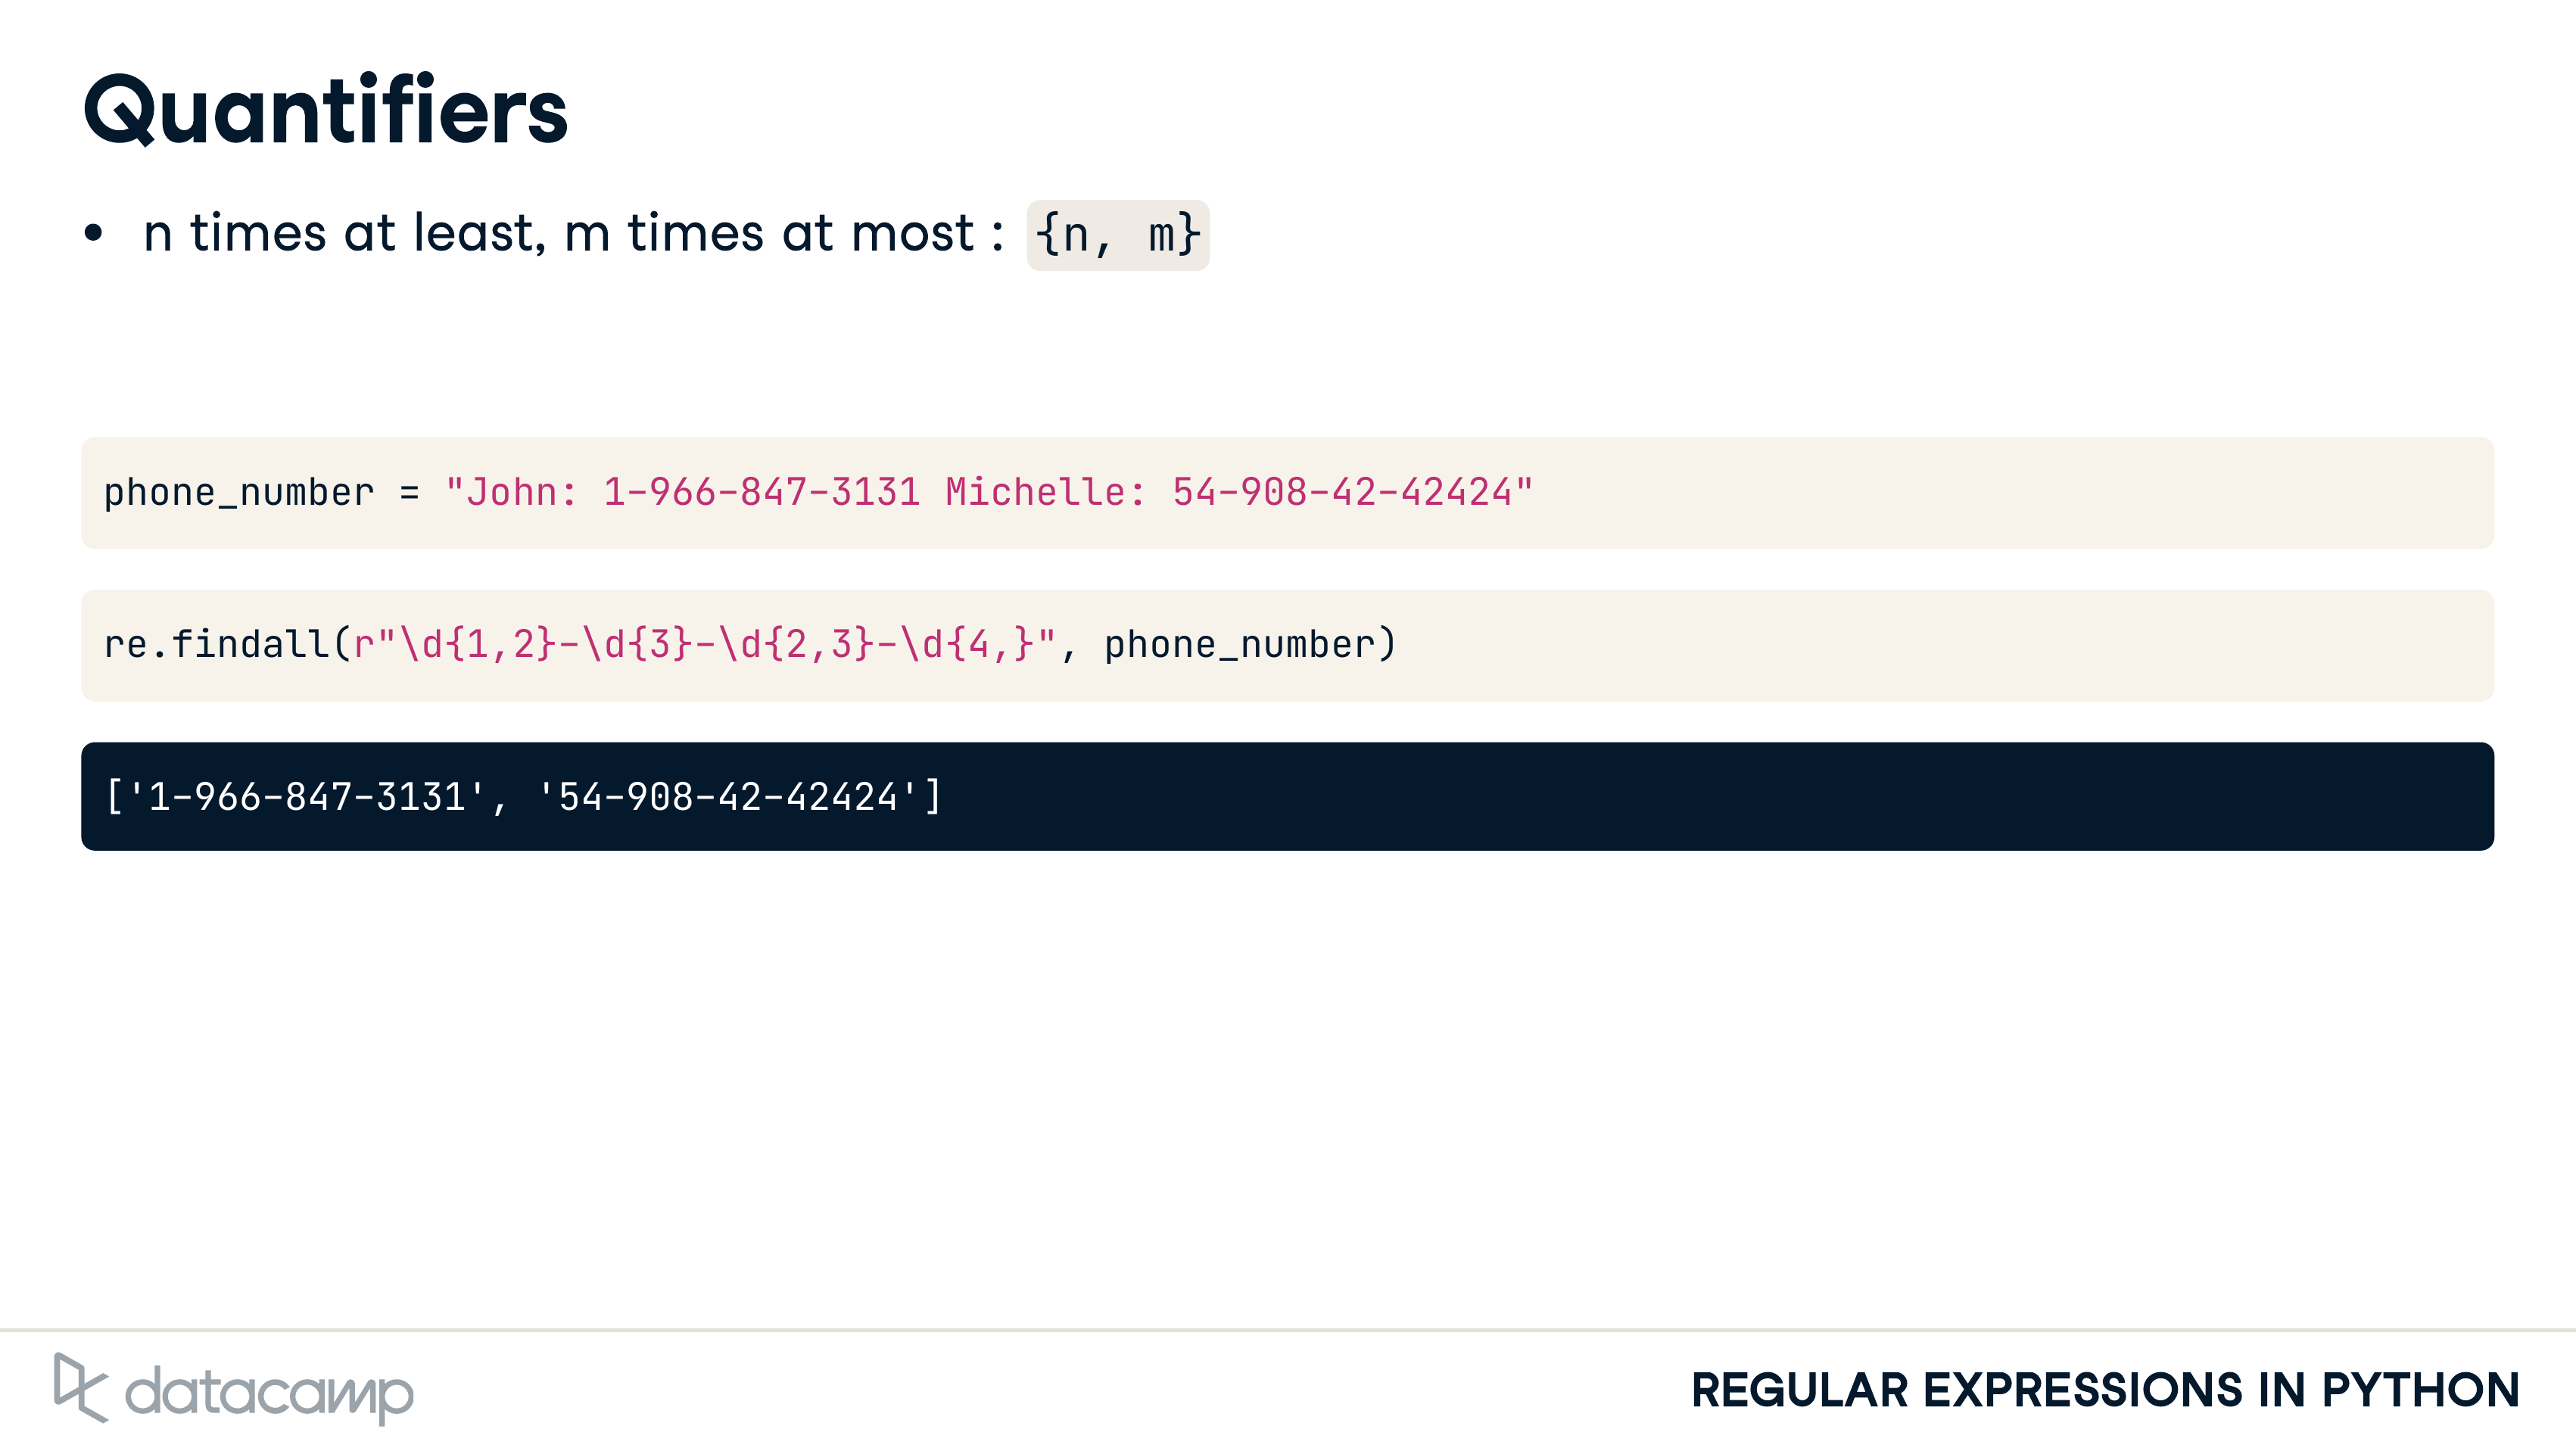 Quantifiers
• n times at least, m times at most : {n, m}
phone_number = "John: 1-966-847-3131 Michelle: 54-908-42-42424"
re.findall(r"\d{1,2}-\d{3}-\d{2,3}-\d{4,}", phone_number)
['1-966-847-3131', '54-908-42-42424']
datacamp
REGULAR EXPRESSIONS IN PYTHON